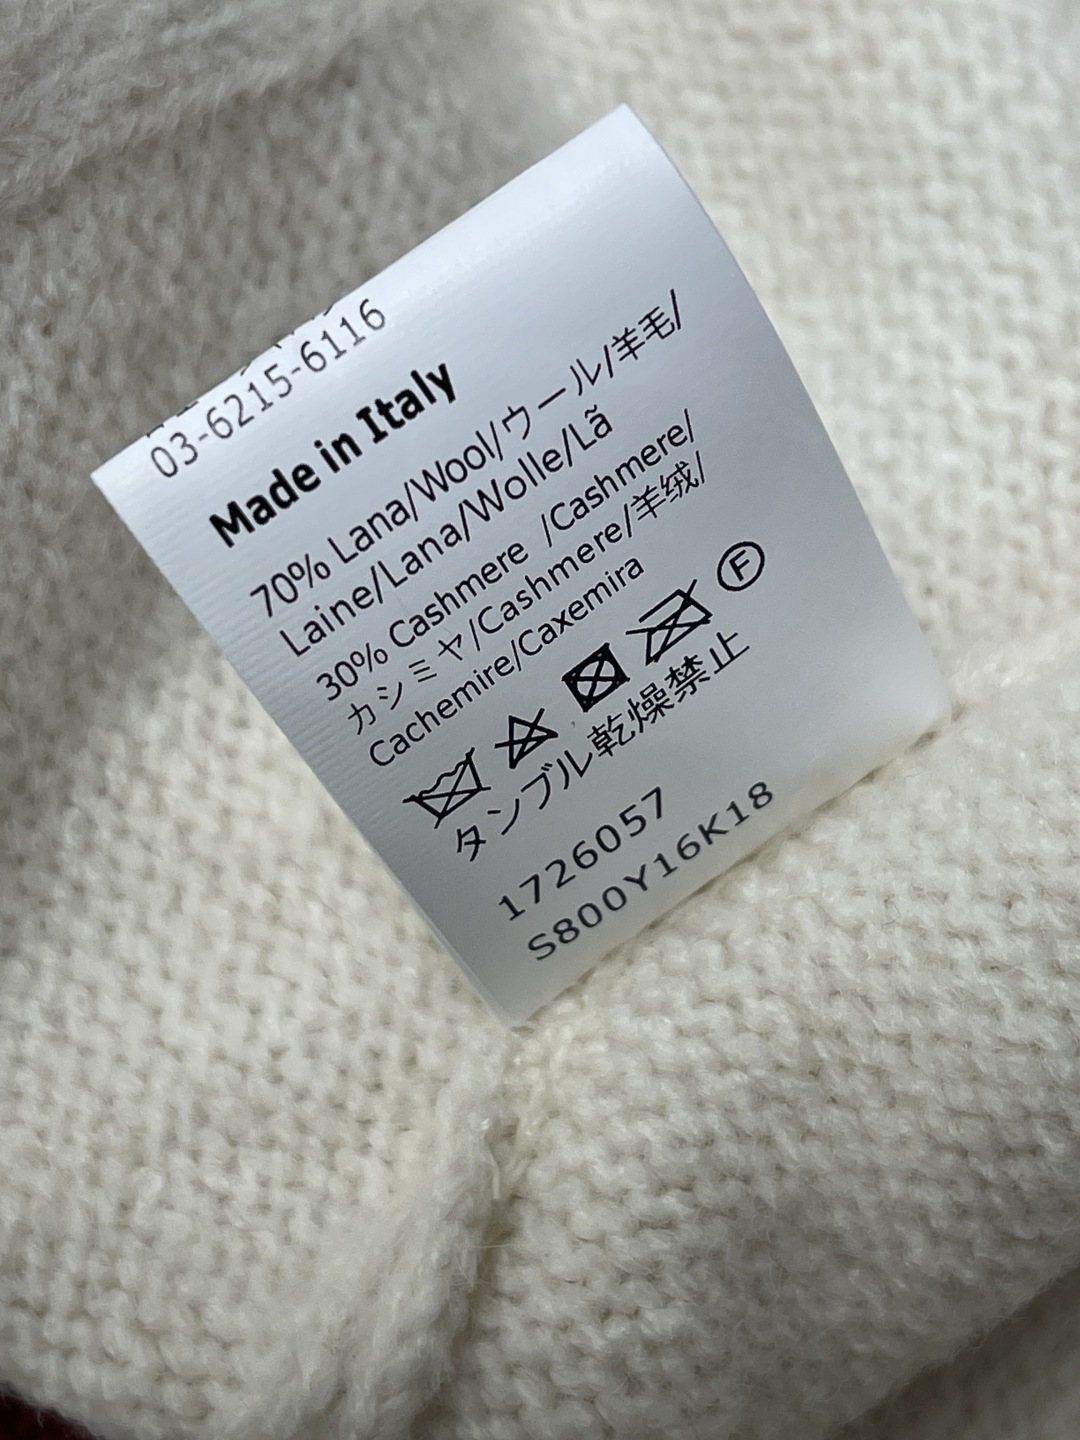 03-6215-6116
Made in Italy
70% Lana/Wool/ウール/羊毛/
Laine/Lana/Wolle/Lã
30% Cashmere /Cashmere/
カシミヤ/Cashmere/羊绒/
Cachemire/Caxemira
F
タンブル乾燥禁止
1726057
S800Y16K18